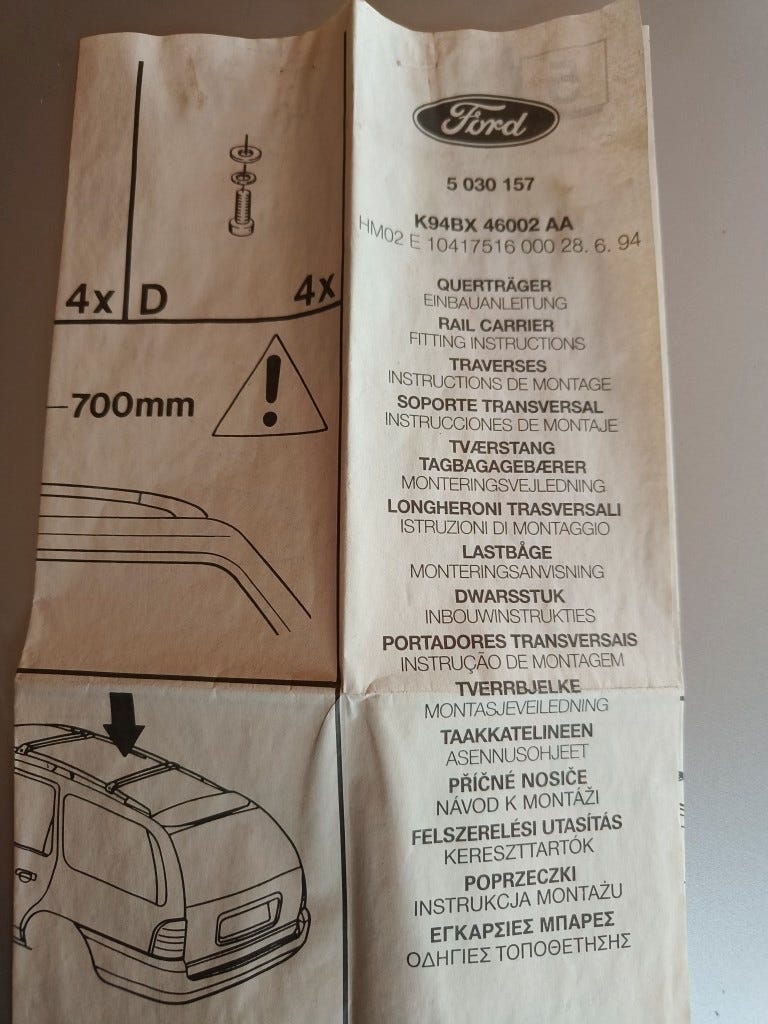 4x
D
4x
700mm
!
Ford
5 030 157
K94BX 46002 AA
HM02 E 10417516 000 28. 6. 94
QUERTRÄGER
EINBAUANLEITUNG
RAIL CARRIER
FITTING INSTRUCTIONS
TRAVERSES
INSTRUCTIONS DE MONTAGE
SOPORTE TRANSVERSAL
INSTRUCCIONES DE MONTAJE
TVÆRSTANG
TAGBAGAGEBÆRER
MONTERINGSVEJLEDNING
LONGHERONI TRASVERSALI
ISTRUZIONI DI MONTAGGIO
LASTBÅGE
MONTERINGSANVISNING
DWARSSTUK
INBOUWINSTRUKTIES
PORTADORES TRANSVERSAIS
INSTRUÇÃO DE MONTAGEM
TVERRBJELKE
MONTASJEVEILEDNING
TAAKKATELINEEN
ASENNUSOHJEET
PŘÍČNÉ NOSIČE
NÁVOD K MONTÁŽI
FELSZERELÉSI UTASÍTÁS
KERESZTTARTÓK
POPRZECZKI
INSTRUKCJA MONTAŻU
ΕΓΚΑΡΣΙΕΣ ΜΠΑΡΕΣ
ΟΔΗΓΙΕΣ ΤΟΠΟΘΕΤΗΣΗΣ